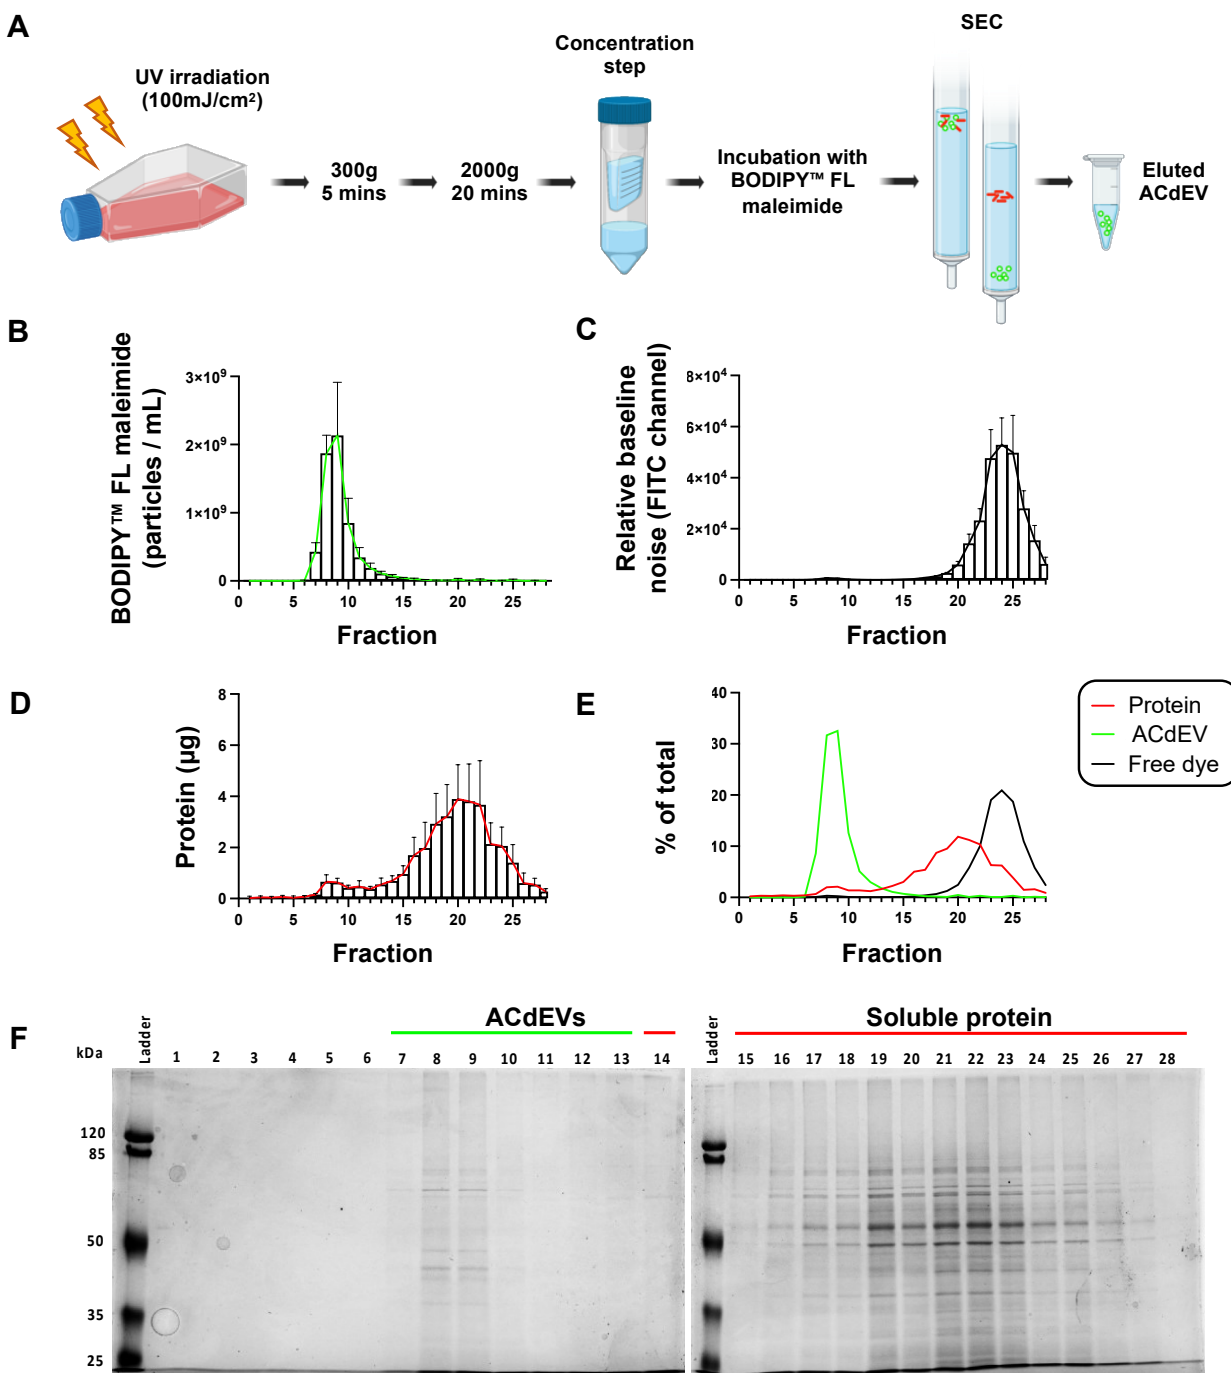 A
UV irradiation
(100mJ/cm²)
300g
5 mins
2000g
20 mins
Concentration
step
Incubation with
BODIPY™ FL
maleimide
SEC
Eluted
ACdEV
B
BODIPY™ FL maleimide
(particles / mL)
3×10⁹
2×10⁹
1×10⁹
0
0 5 10 15 20 25
Fraction
C
Relative baseline
noise (FITC channel)
8×10⁴
6×10⁴
4×10⁴
2×10⁴
0
0 5 10 15 20 25
Fraction
D
Protein (µg)
8
6
4
2
0
0 5 10 15 20 25
Fraction
E
% of total
40
30
20
10
0
0 5 10 15 20 25
Fraction
Protein
ACdEV
Free dye
F
ACdEVs
Soluble protein
kDa
Ladder 1 2 3 4 5 6 7 8 9 10 11 12 13 14
Ladder 15 16 17 18 19 20 21 22 23 24 25 26 27 28
120
85
50
35
25